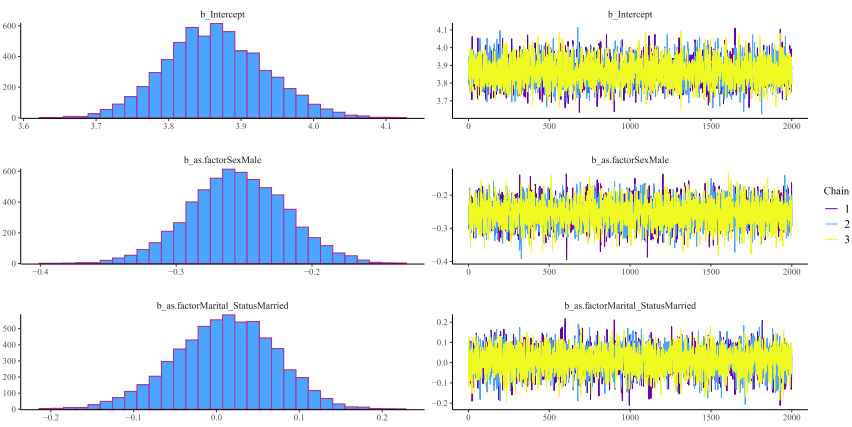 b_Intercept
600
400
200
0
3.6 3.7 3.8 3.9 4.0 4.1
b_Intercept
4.1
4.0
3.9
3.8
3.7
0 500 1000 1500 2000
b_as.factorSexMale
600
400
200
0
−0.4 −0.3 −0.2
b_as.factorSexMale
−0.2
−0.3
−0.4
0 500 1000 1500 2000
Chain
1
2
3
b_as.factorMarital_StatusMarried
500
400
300
200
100
0
−0.2 −0.1 0.0 0.1 0.2
b_as.factorMarital_StatusMarried
0.2
0.1
0.0
−0.1
−0.2
0 500 1000 1500 2000